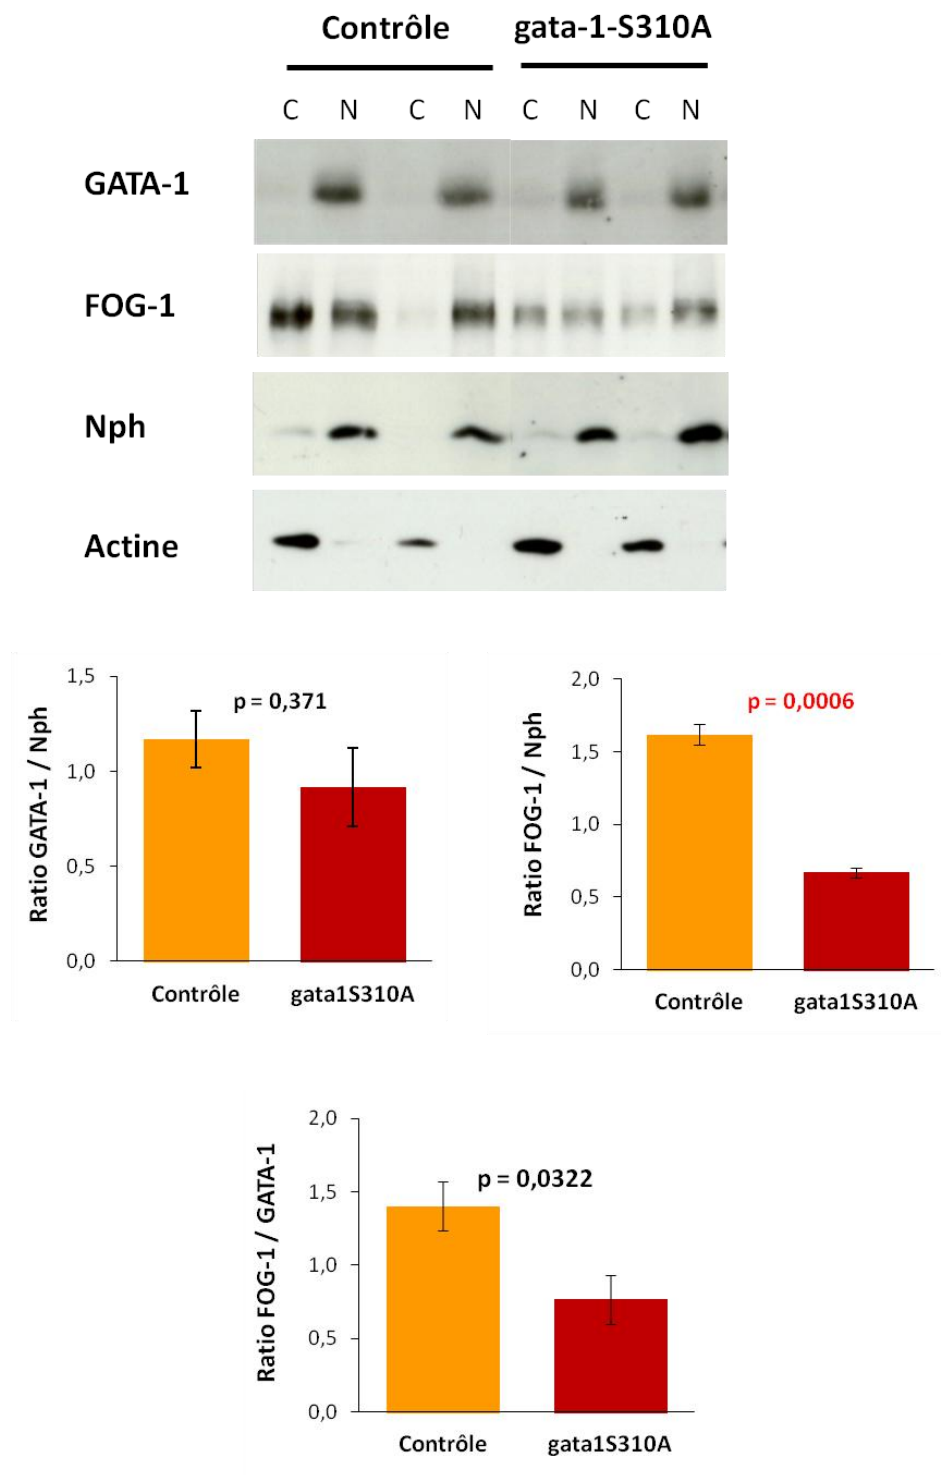 Contrôle gata-1-S310A
C N C N C N C N
GATA-1
FOG-1
Nph
Actine
1,5
1,0
0,5
0,0
Ratio GATA-1 / Nph
p = 0,371
Contrôle gata1S310A
2,0
1,5
1,0
0,5
0,0
Ratio FOG-1 / Nph
p = 0,0006
Contrôle gata1S310A
2,0
1,5
1,0
0,5
0,0
Ratio FOG-1 / GATA-1
p = 0,0322
Contrôle gata1S310A